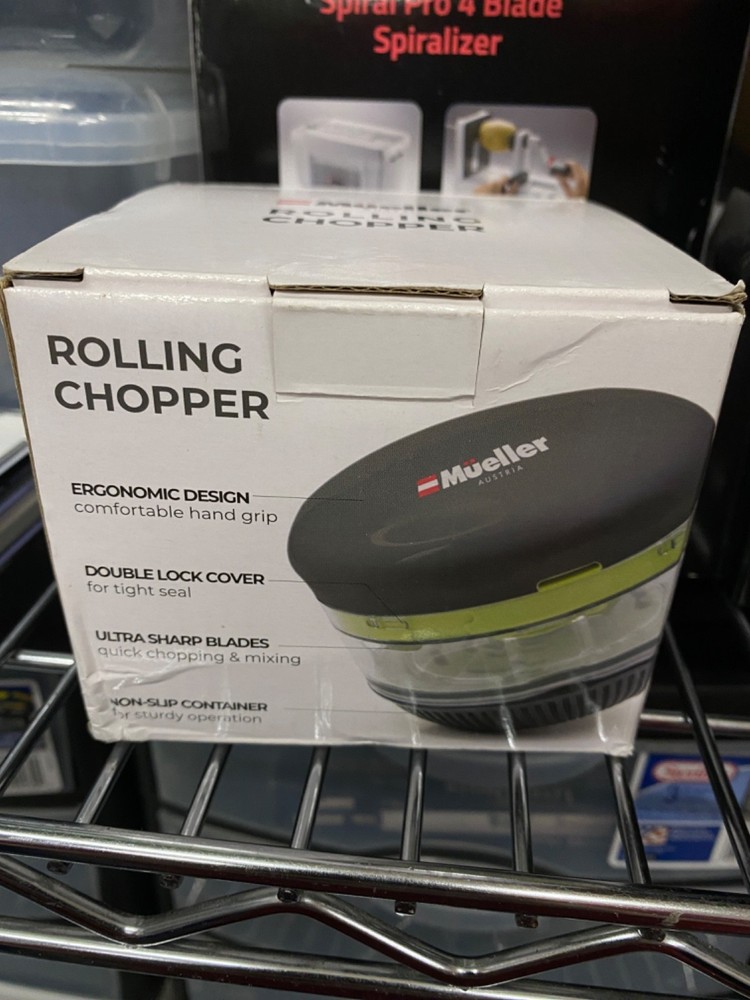 Spiral Pro 4 Blade
Spiralizer
Mueller
ROLLING
CHOPPER
ROLLING
CHOPPER
Müeller
AUSTRIA
ERGONOMIC DESIGN
comfortable hand grip
DOUBLE LOCK COVER
for tight seal
ULTRA SHARP BLADES
quick chopping & mixing
NON-SLIP CONTAINER
for sturdy operation